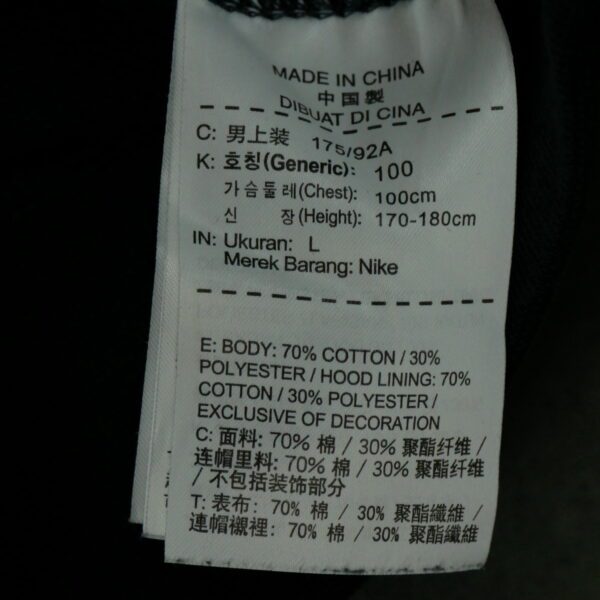 MADE IN CHINA
中国製
DIBUAT DI CINA
C: 男上装 175/92A
K: 호칭(Generic): 100
가슴둘레(Chest): 100cm
신 장(Height): 170-180cm
IN: Ukuran: L
Merek Barang: Nike
E: BODY: 70% COTTON / 30%
POLYESTER / HOOD LINING: 70%
COTTON / 30% POLYESTER /
EXCLUSIVE OF DECORATION
C: 面料: 70% 棉 / 30% 聚酯纤维 /
连帽里料: 70% 棉 / 30% 聚酯纤维
/ 不包括装饰部分
T: 表布: 70% 棉 / 30% 聚酯纖維 /
連帽襯裡: 70% 棉 / 30% 聚酯纖維